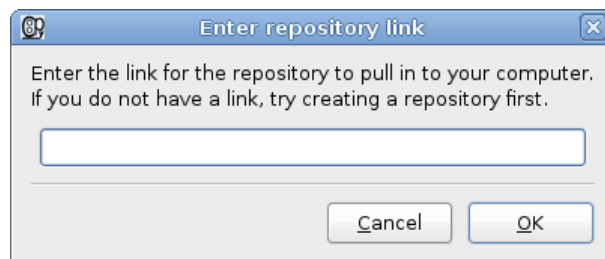 Enter repository link
Enter the link for the repository to pull in to your computer.
If you do not have a link, try creating a repository first.
Cancel
OK